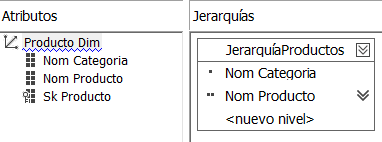 Atributos
Producto Dim
Nom Categoria
Nom Producto
Sk Producto
Jerarquías
JerarquíaProductos
Nom Categoria
Nom Producto
<nuevo nivel>